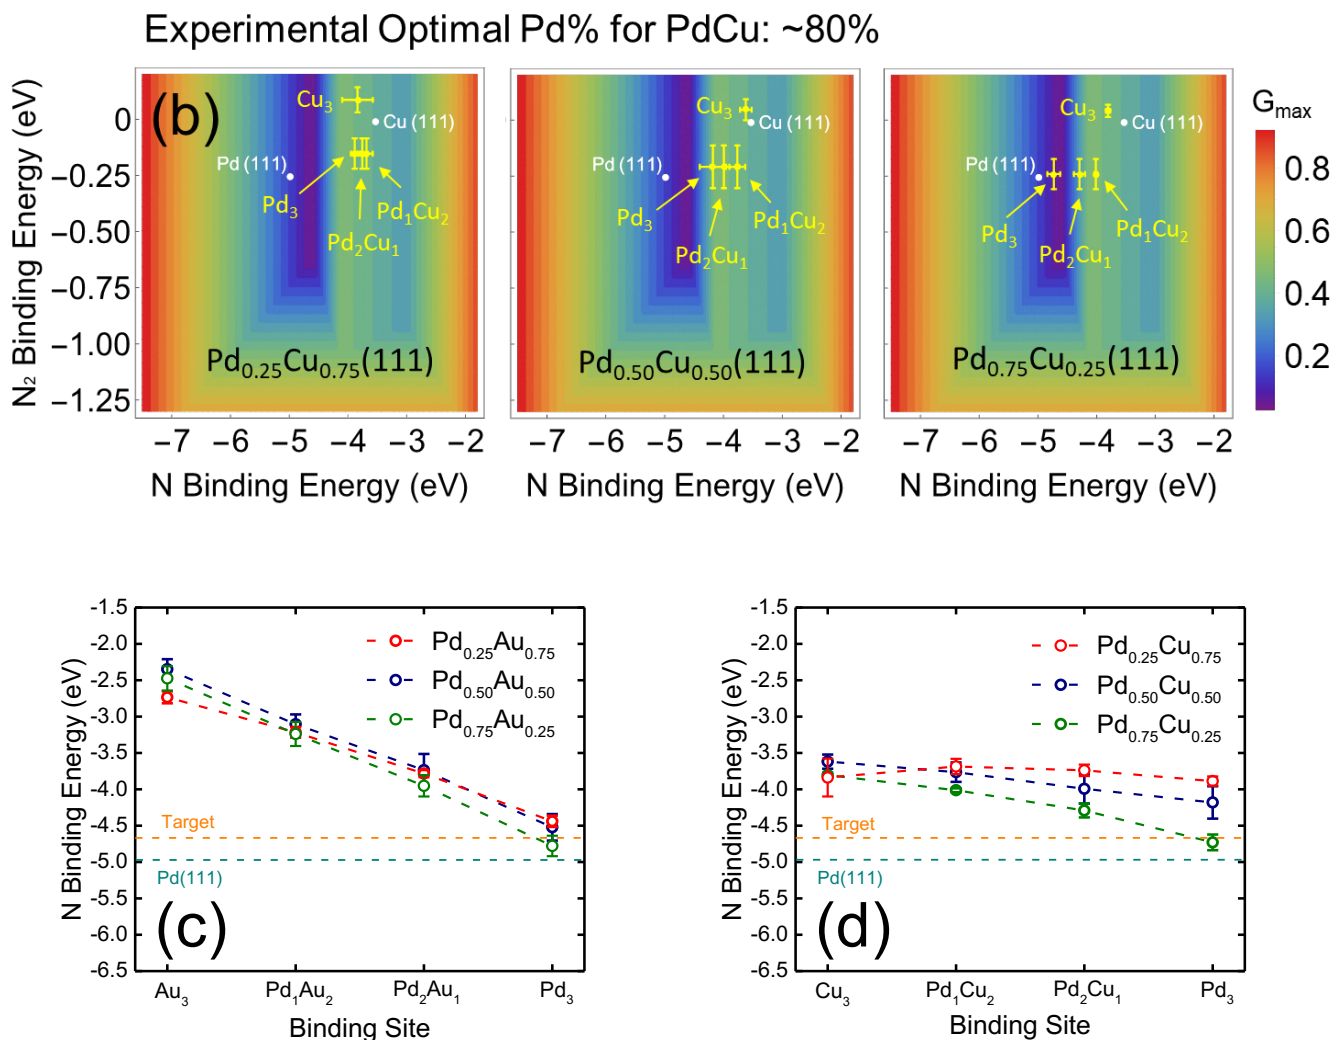 Experimental Optimal Pd% for PdCu: ~80%
N₂ Binding Energy (eV)
0
−0.25
−0.50
−0.75
−1.00
−1.25
(b)
Cu₃
Cu (111)
Pd (111)
Pd₃
Pd₁Cu₂
Pd₂Cu₁
Pd₀.₂₅Cu₀.₇₅(111)
−7 −6 −5 −4 −3 −2
N Binding Energy (eV)
Cu₃
Cu (111)
Pd (111)
Pd₃
Pd₁Cu₂
Pd₂Cu₁
Pd₀.₅₀Cu₀.₅₀(111)
−7 −6 −5 −4 −3 −2
N Binding Energy (eV)
Cu₃
Cu (111)
Pd (111)
Pd₃
Pd₁Cu₂
Pd₂Cu₁
Pd₀.₇₅Cu₀.₂₅(111)
−7 −6 −5 −4 −3 −2
N Binding Energy (eV)
Gmax
0.8
0.6
0.4
0.2
N Binding Energy (eV)
-1.5
-2.0
-2.5
-3.0
-3.5
-4.0
-4.5
-5.0
-5.5
-6.0
-6.5
Pd₀.₂₅Au₀.₇₅
Pd₀.₅₀Au₀.₅₀
Pd₀.₇₅Au₀.₂₅
Target
Pd(111)
(c)
Au₃ Pd₁Au₂ Pd₂Au₁ Pd₃
Binding Site
N Binding Energy (eV)
-1.5
-2.0
-2.5
-3.0
-3.5
-4.0
-4.5
-5.0
-5.5
-6.0
-6.5
Pd₀.₂₅Cu₀.₇₅
Pd₀.₅₀Cu₀.₅₀
Pd₀.₇₅Cu₀.₂₅
Target
Pd(111)
(d)
Cu₃ Pd₁Cu₂ Pd₂Cu₁ Pd₃
Binding Site